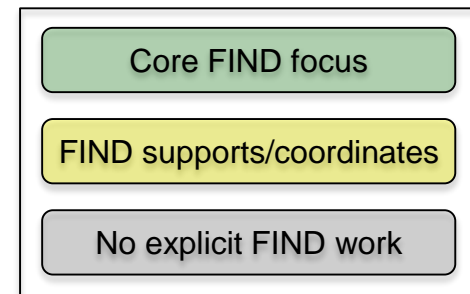 Core FIND focus
FIND supports/coordinates
No explicit FIND work